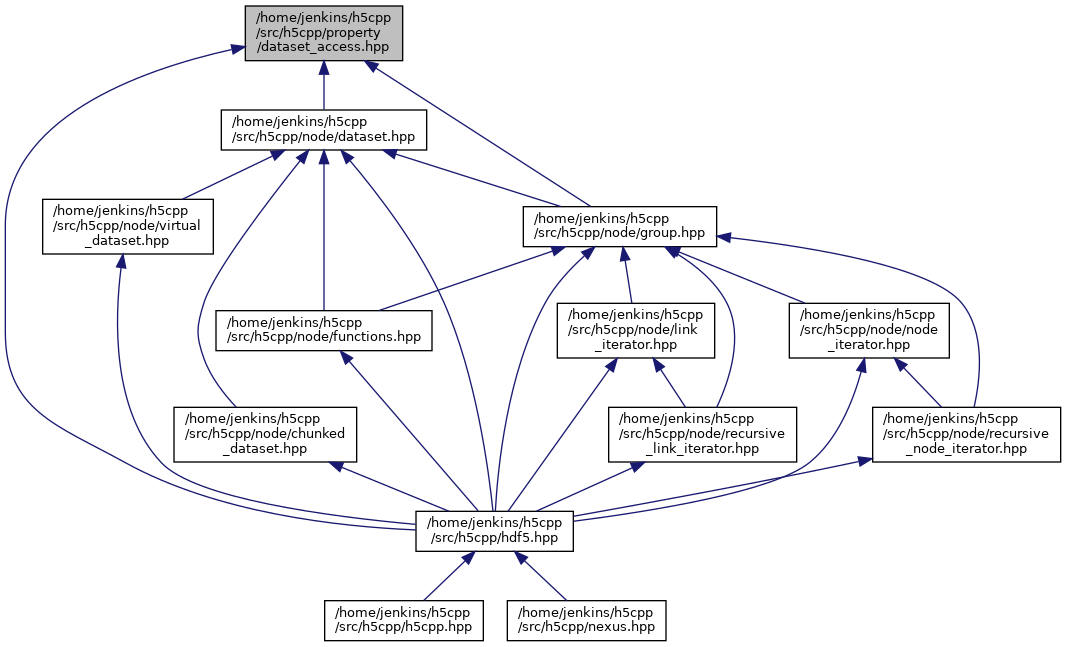 /home/jenkins/h5cpp
/src/h5cpp/property
/dataset_access.hpp
/home/jenkins/h5cpp
/src/h5cpp/node/dataset.hpp
/home/jenkins/h5cpp
/src/h5cpp/node/virtual
_dataset.hpp
/home/jenkins/h5cpp
/src/h5cpp/node/group.hpp
/home/jenkins/h5cpp
/src/h5cpp/node/functions.hpp
/home/jenkins/h5cpp
/src/h5cpp/node/link
_iterator.hpp
/home/jenkins/h5cpp
/src/h5cpp/node/node
_iterator.hpp
/home/jenkins/h5cpp
/src/h5cpp/node/chunked
_dataset.hpp
/home/jenkins/h5cpp
/src/h5cpp/node/recursive
_link_iterator.hpp
/home/jenkins/h5cpp
/src/h5cpp/node/recursive
_node_iterator.hpp
/home/jenkins/h5cpp
/src/h5cpp/hdf5.hpp
/home/jenkins/h5cpp
/src/h5cpp/h5cpp.hpp
/home/jenkins/h5cpp
/src/h5cpp/nexus.hpp